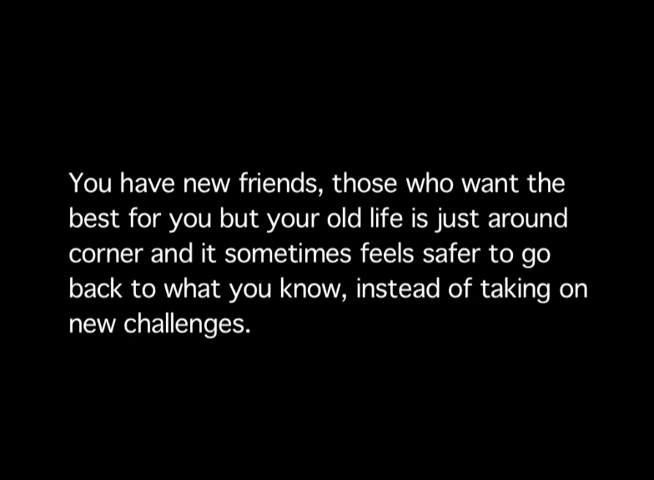 You have new friends, those who want the
best for you but your old life is just around
corner and it sometimes feels safer to go
back to what you know, instead of taking on
new challenges.